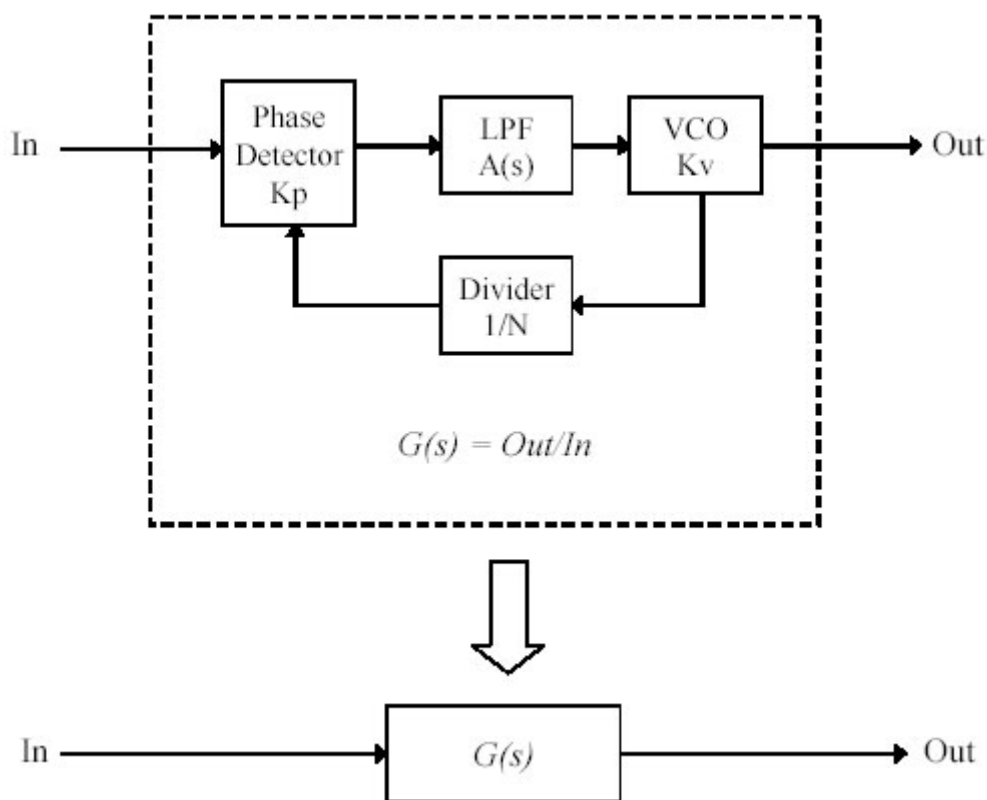 In
Phase
Detector
Kp
LPF
A(s)
VCO
Kv
Out
Divider
1/N
G(s) = Out/In
In
G(s)
Out